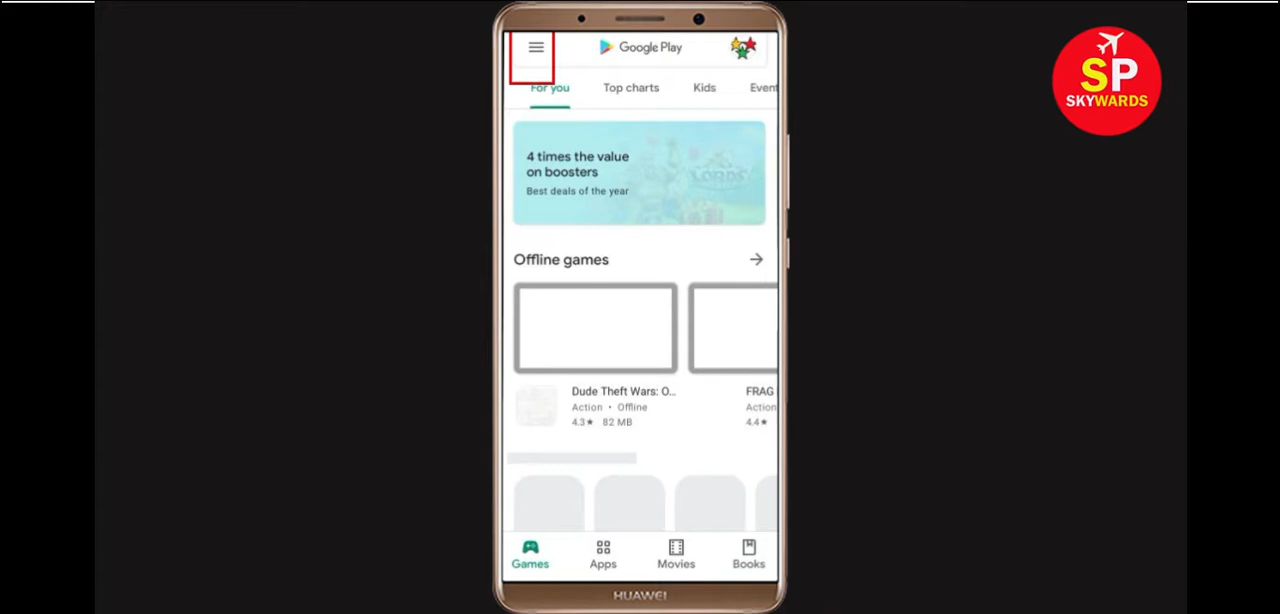 Google Play
SP
SKYWARDS
For you
Top charts
Kids
Event
4 times the value
on boosters
LORDS
Best deals of the year
Offline games
Dude Theft Wars: O...
Action • Offline
4.3★ 82 MB
FRAG
Action
4.4★
Games
Apps
Movies
Books
HUAWEI